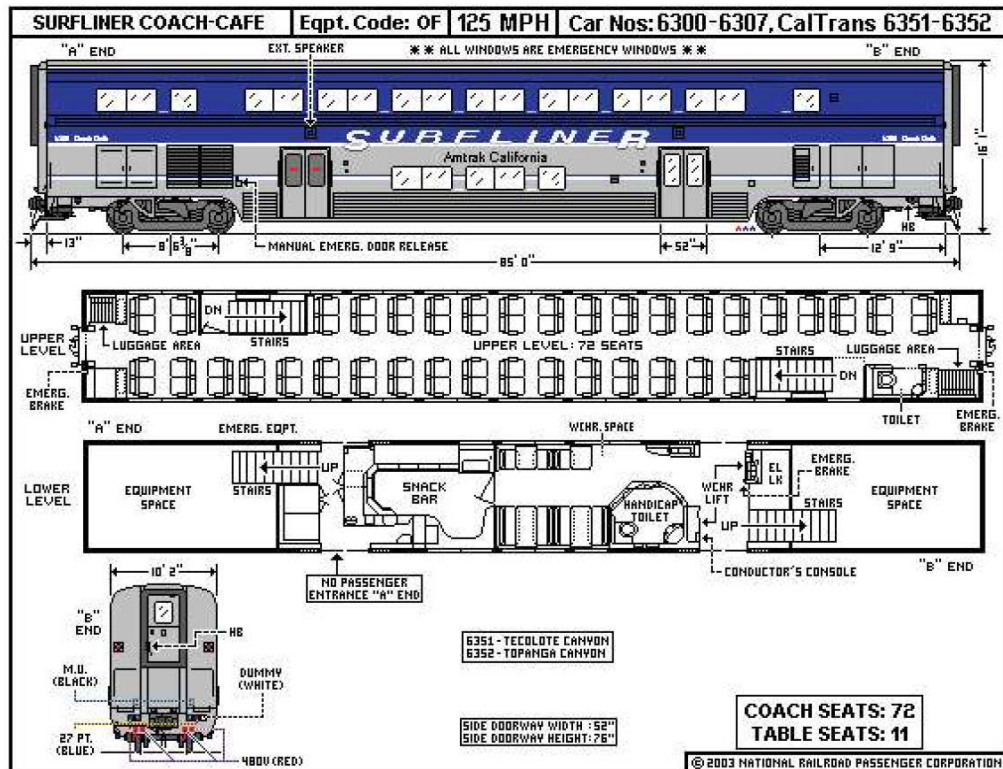 SURFLINER COACH-CAFE
Eqpt. Code: OF
125 MPH
Car Nos: 6300-6307, CalTrans 6351-6352
"A" END
EXT. SPEAKER
** ALL WINDOWS ARE EMERGENCY WINDOWS **
"B" END
SURFLINER
Amtrak California
16' 1"
13"
8' 6 3/8"
MANUAL EMERG. DOOR RELEASE
52"
HB
12' 9"
85' 0"
UPPER LEVEL
DN
STAIRS
LUGGAGE AREA
UPPER LEVEL: 72 SEATS
STAIRS
LUGGAGE AREA
DN
EMERG. BRAKE
TOILET
EMERG. BRAKE
"A" END
EMERG. EQPT.
WCHR. SPACE
LOWER LEVEL
EQUIPMENT SPACE
UP
STAIRS
SNACK BAR
HANDICAP TOILET
WCHR LIFT
EL LK
EMERG. BRAKE
STAIRS
UP
EQUIPMENT SPACE
NO PASSENGER ENTRANCE "A" END
CONDUCTOR'S CONSOLE
"B" END
10' 2"
"B" END
HB
M.U. (BLACK)
DUMMY (WHITE)
27 PT. (BLUE)
480V (RED)
6351 - TECOLOTE CANYON
6352 - TOPANGA CANYON
SIDE DOORWAY WIDTH : 52"
SIDE DOORWAY HEIGHT: 76"
COACH SEATS: 72
TABLE SEATS: 11
© 2003 NATIONAL RAILROAD PASSENGER CORPORATION